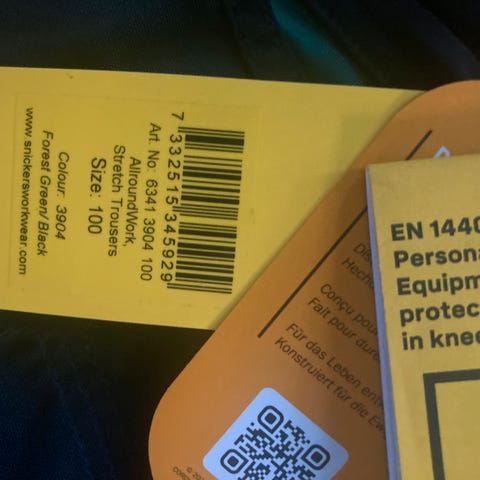 7 332515 345929
Art. No: 6341 3904 100
AllroundWork,
Stretch Trousers
Size: 100
Colour: 3904
Forest Green/Black
www.snickersworkwear.com
Hecho
Conçu pour
Fait pour dure
Für das Leben
Konstruiert für die
EN 1440
Persona
Equipm
protec
in knee